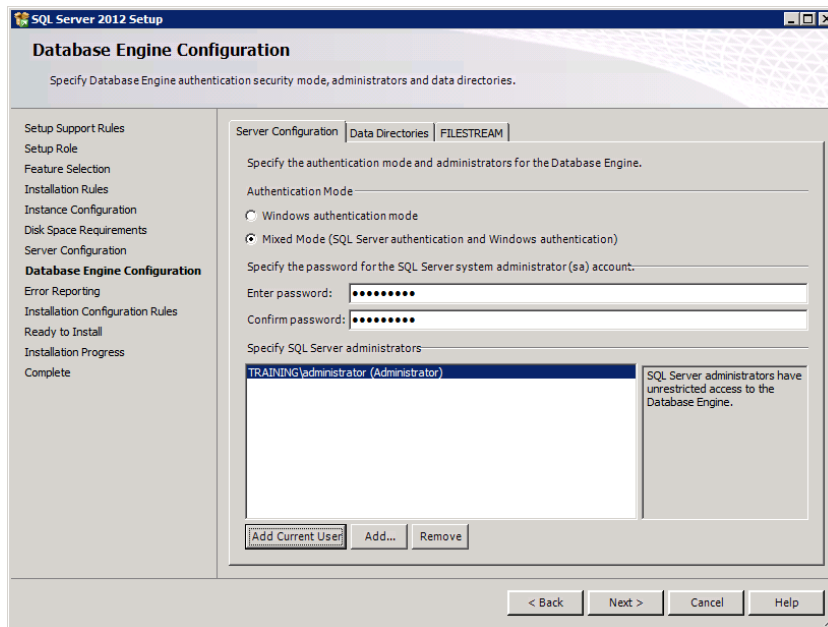 SQL Server 2012 Setup
Database Engine Configuration
Specify Database Engine authentication security mode, administrators and data directories.
Setup Support Rules
Setup Role
Feature Selection
Installation Rules
Instance Configuration
Disk Space Requirements
Server Configuration
Database Engine Configuration
Error Reporting
Installation Configuration Rules
Ready to Install
Installation Progress
Complete
Server Configuration Data Directories FILESTREAM
Specify the authentication mode and administrators for the Database Engine.
Authentication Mode
Windows authentication mode
Mixed Mode (SQL Server authentication and Windows authentication)
Specify the password for the SQL Server system administrator (sa) account.
Enter password: ●●●●●●●●●
Confirm password: ●●●●●●●●●
Specify SQL Server administrators
TRAINING\administrator (Administrator)
SQL Server administrators have
unrestricted access to the
Database Engine.
Add Current User Add... Remove
< Back Next > Cancel Help